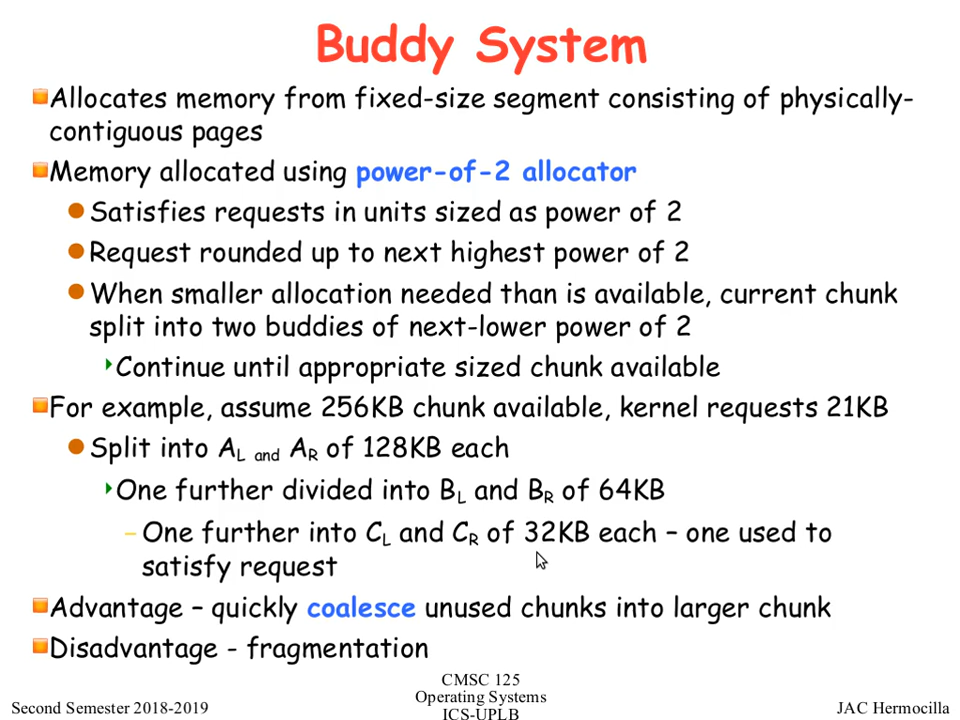 Buddy System
Allocates memory from fixed-size segment consisting of physically-
contiguous pages
Memory allocated using power-of-2 allocator
Satisfies requests in units sized as power of 2
Request rounded up to next highest power of 2
When smaller allocation needed than is available, current chunk
split into two buddies of next-lower power of 2
Continue until appropriate sized chunk available
For example, assume 256KB chunk available, kernel requests 21KB
Split into AL and AR of 128KB each
One further divided into BL and BR of 64KB
– One further into CL and CR of 32KB each – one used to
satisfy request
Advantage – quickly coalesce unused chunks into larger chunk
Disadvantage - fragmentation
Second Semester 2018-2019
CMSC 125
Operating Systems
ICS-UPLB
JAC Hermocilla